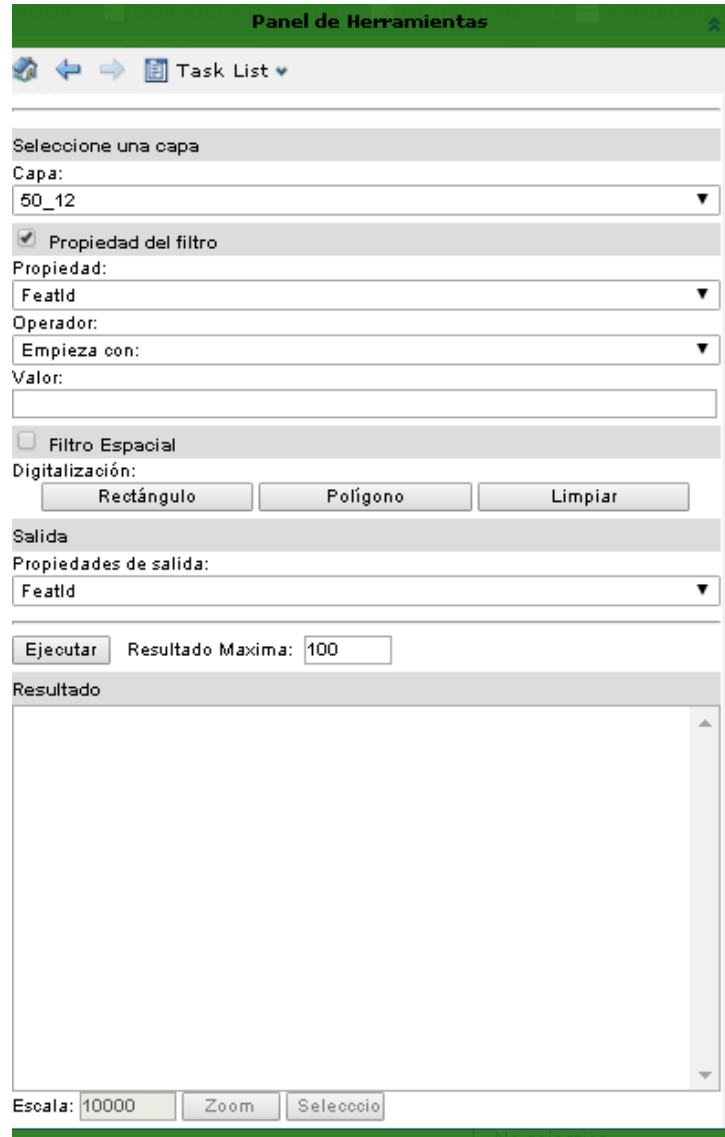 Panel de Herramientas
Task List
Seleccione una capa
Capa:
50_12
Propiedad del filtro
Propiedad:
FeatId
Operador:
Empieza con:
Valor:
Filtro Espacial
Digitalización:
Rectángulo Polígono Limpiar
Salida
Propiedades de salida:
FeatId
Ejecutar Resultado Maxima: 100
Resultado
Escala: 10000 Zoom Selecccio